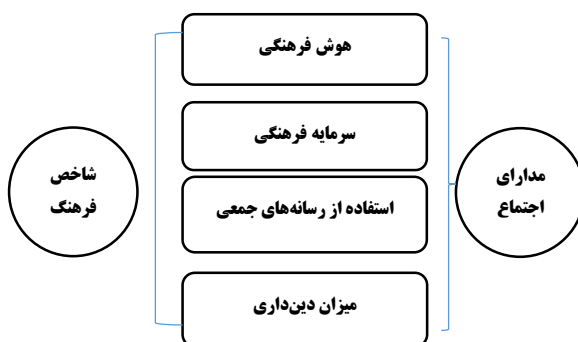 هوش فرهنگی
سرمایه فرهنگی
استفاده از رسانه‌های جمعی
میزان دین‌داری
مدارای
اجتماع
شاخص
فرهنگ